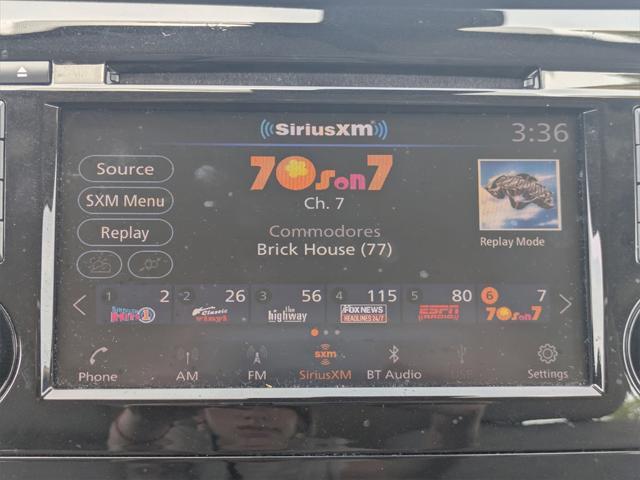 ((SiriusXM))
3:36
Source
SXM Menu
Replay
70s on 7
Ch. 7
Commodores
Brick House (77)
Replay Mode
1 2 2 26 3 56 4 115 5 80 6 7
Hits 1 Classic vinyl the highway FOX NEWS HEADLINES 24/7 ESPN RADIO 70s on 7
sxm
Phone AM FM SiriusXM BT Audio USB Settings